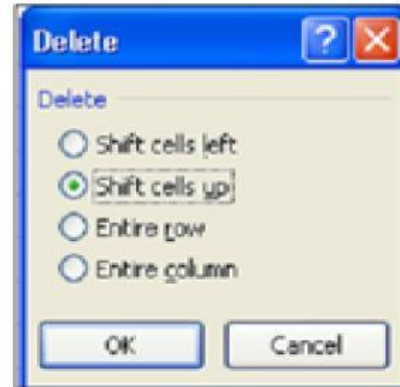 Delete
Delete
Shift cells left
Shift cells up
Entire row
Entire column
OK Cancel